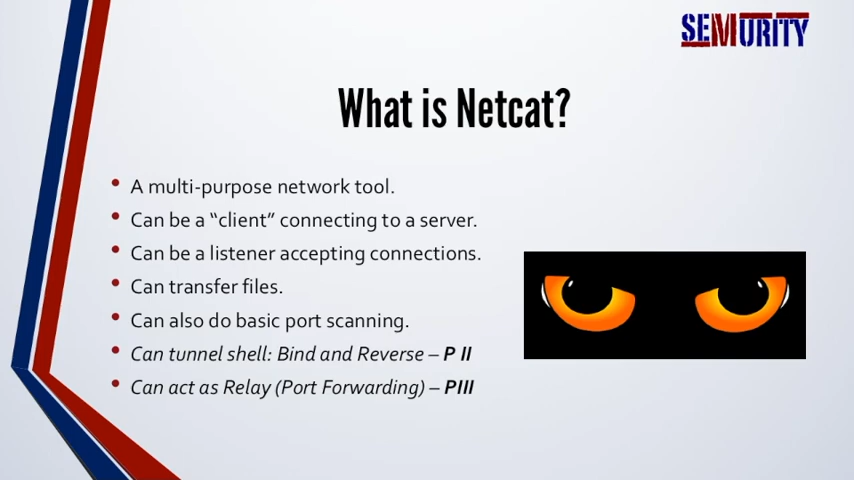 SEMURITY
What is Netcat?
• A multi-purpose network tool.
• Can be a “client” connecting to a server.
• Can be a listener accepting connections.
• Can transfer files.
• Can also do basic port scanning.
• Can tunnel shell: Bind and Reverse – P II
• Can act as Relay (Port Forwarding) – PIII